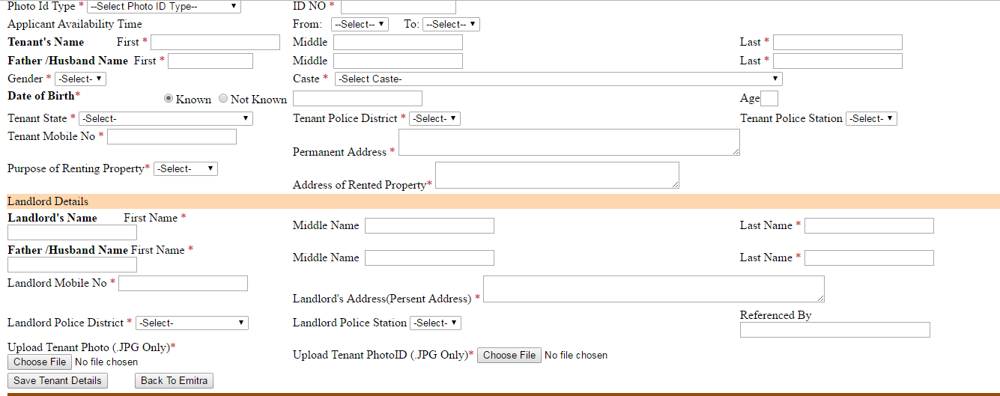 Photo Id Type * --Select Photo ID Type-- ID NO *
Applicant Availability Time From: --Select-- To: --Select--
Tenant's Name First * Middle Last *
Father /Husband Name First * Middle Last *
Gender * -Select- Caste * -Select Caste-
Date of Birth* Known Not Known Age
Tenant State * -Select- Tenant Police District * -Select- Tenant Police Station -Select-
Tenant Mobile No *
Permanent Address *
Purpose of Renting Property* -Select-
Address of Rented Property*
Landlord Details
Landlord's Name First Name *
Middle Name Last Name *
Father /Husband Name First Name *
Middle Name Last Name *
Landlord Mobile No *
Landlord's Address(Persent Address) *
Referenced By
Landlord Police District * -Select- Landlord Police Station -Select-
Upload Tenant Photo (.JPG Only)*
Upload Tenant PhotoID (.JPG Only)* Choose File No file chosen
Choose File No file chosen
Save Tenant Details Back To Emitra